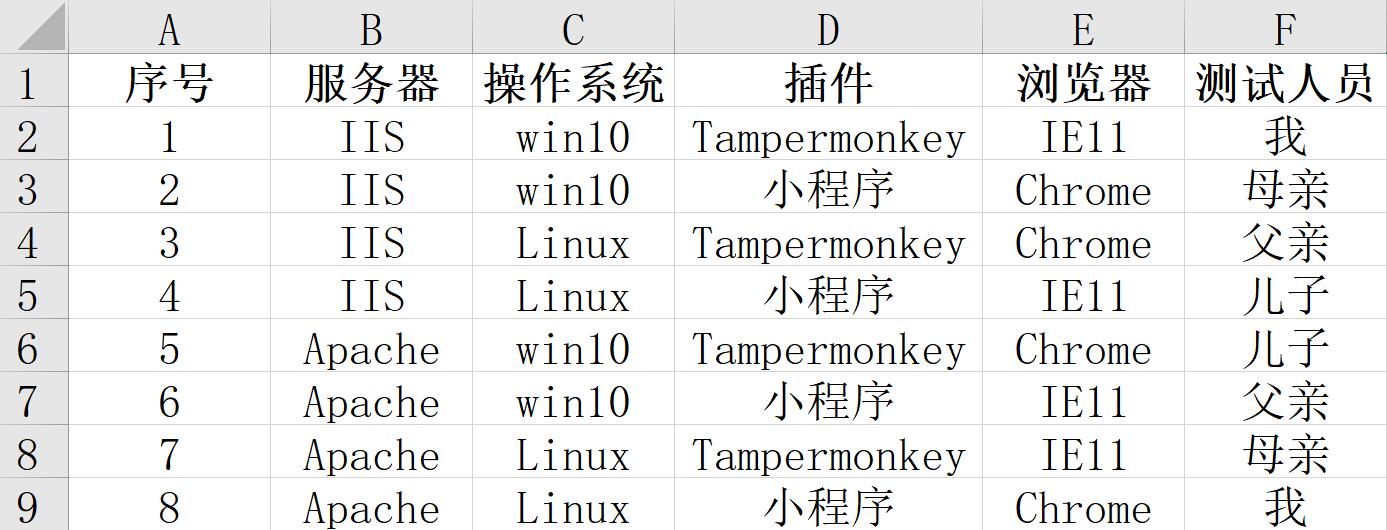 A B C D E F
1 序号 服务器 操作系统 插件 浏览器 测试人员
2 1 IIS win10 Tampermonkey IE11 我
3 2 IIS win10 小程序 Chrome 母亲
4 3 IIS Linux Tampermonkey Chrome 父亲
5 4 IIS Linux 小程序 IE11 儿子
6 5 Apache win10 Tampermonkey Chrome 儿子
7 6 Apache win10 小程序 IE11 父亲
8 7 Apache Linux Tampermonkey IE11 母亲
9 8 Apache Linux 小程序 Chrome 我